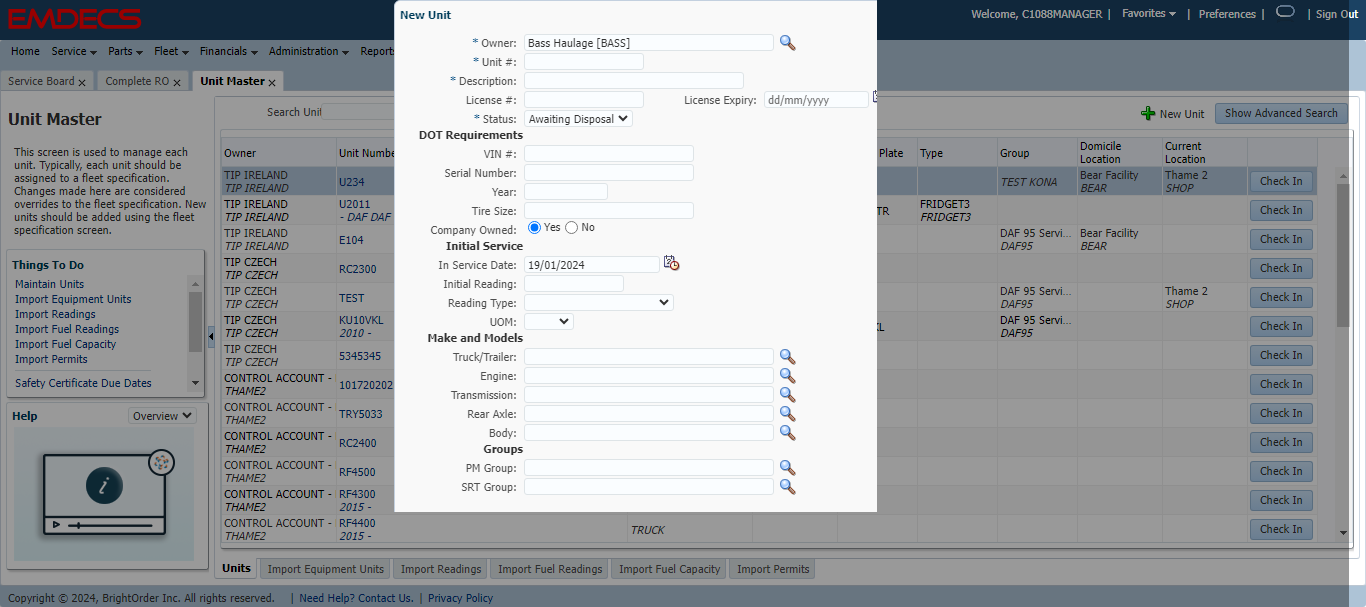 EMDECS
Welcome, C1088MANAGER | Favorites | Preferences | | Sign Out
Home Service Parts Fleet Financials Administration Reports
Service Board x Complete RO x Unit Master x
Unit Master
This screen is used to manage each
unit. Typically, each unit should be
assigned to a fleet specification.
Changes made here are considered
overrides to the fleet specification. New
units should be added using the fleet
specification screen.
Things To Do
Maintain Units
Import Equipment Units
Import Readings
Import Fuel Readings
Import Fuel Capacity
Import Permits
Safety Certificate Due Dates
Help Overview
Search Unit
New Unit Show Advanced Search
Owner Unit Numbe Plate Type Group Domicile Location Current Location
TIP IRELAND U234 Bear Facility Thame 2 Check In
TIP IRELAND TEST KONA BEAR SHOP
TIP IRELAND U2011 TR FRIDGET3 Check In
TIP IRELAND - DAF DAF FRIDGET3
TIP IRELAND E104 DAF 95 Servi... Bear Facility Check In
TIP IRELAND DAF95 BEAR
TIP CZECH RC2300 Check In
TIP CZECH
TIP CZECH TEST DAF 95 Servi... Thame 2 Check In
TIP CZECH DAF95 SHOP
TIP CZECH KU10VKL KL DAF 95 Servi... Check In
TIP CZECH 2010 - DAF95
TIP CZECH 5345345 Check In
TIP CZECH
CONTROL ACCOUNT - 101720202 Check In
THAME2
CONTROL ACCOUNT - TRY5033 Check In
THAME2
CONTROL ACCOUNT - RC2400 Check In
THAME2
CONTROL ACCOUNT - RF4500 Check In
THAME2
CONTROL ACCOUNT - RF4300 Check In
THAME2 2015 -
CONTROL ACCOUNT - RF4400 TRUCK Check In
THAME2 2015 -
New Unit
* Owner: Bass Haulage [BASS]
* Unit #:
* Description:
License #: License Expiry: dd/mm/yyyy
* Status: Awaiting Disposal
DOT Requirements
VIN #:
Serial Number:
Year:
Tire Size:
Company Owned: Yes No
Initial Service
In Service Date: 19/01/2024
Initial Reading:
Reading Type:
UOM:
Make and Models
Truck/Trailer:
Engine:
Transmission:
Rear Axle:
Body:
Groups
PM Group:
SRT Group:
Units Import Equipment Units Import Readings Import Fuel Readings Import Fuel Capacity Import Permits
Copyright © 2024, BrightOrder Inc. All rights reserved. | Need Help? Contact Us. | Privacy Policy